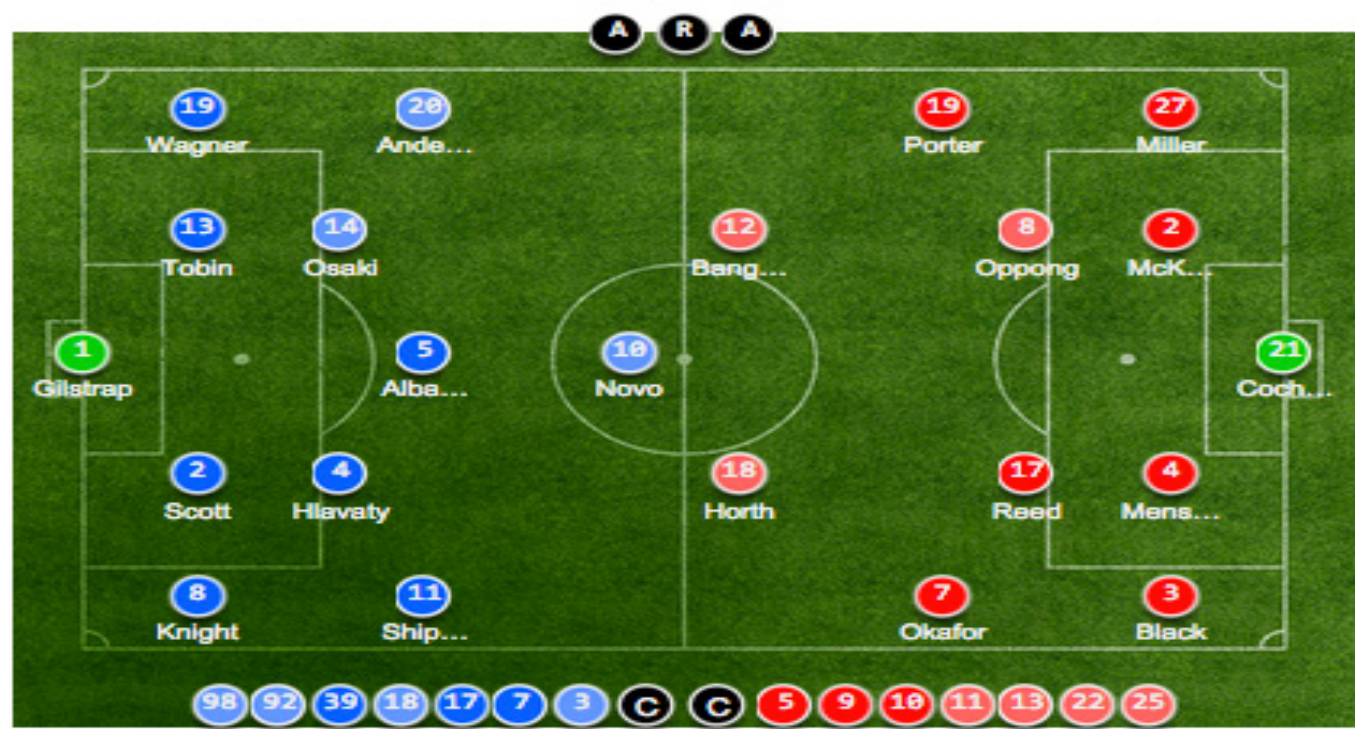 A R A
19 20 19 27
Wagner Ande... Porter Miller
13 14 12 8 2
Tobin Osaki Bang... Oppong McK...
1 5 10 21
Gilstrap Alba... Novo Coch...
2 4 18 17 4
Scott Hlavaty Horth Reed Mens...
8 11 7 3
Knight Ship... Okafor Black
98 92 39 18 17 7 3 C C 5 9 10 11 13 22 25